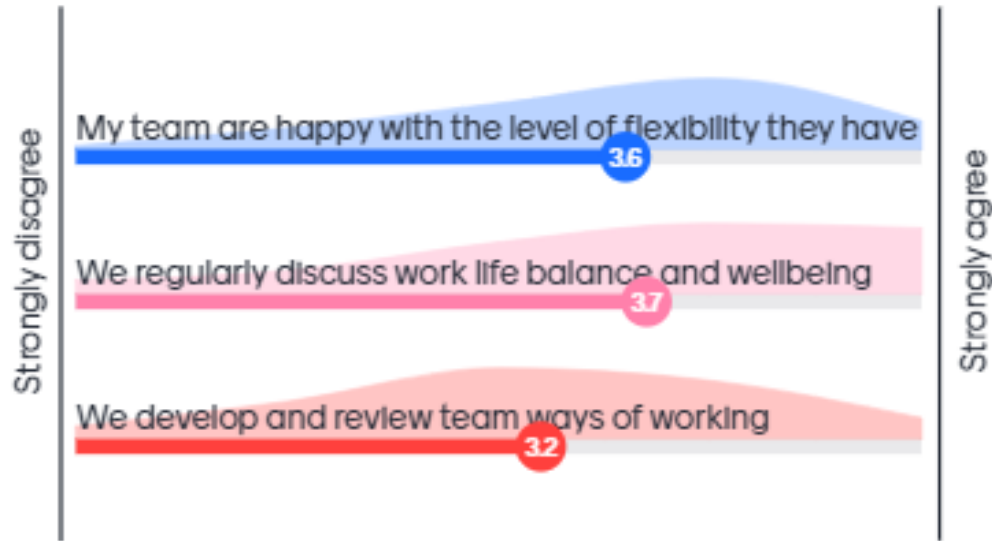 Strongly disagree
My team are happy with the level of flexibility they have
3.6
We regularly discuss work life balance and wellbeing
3.7
We develop and review team ways of working
3.2
Strongly agree